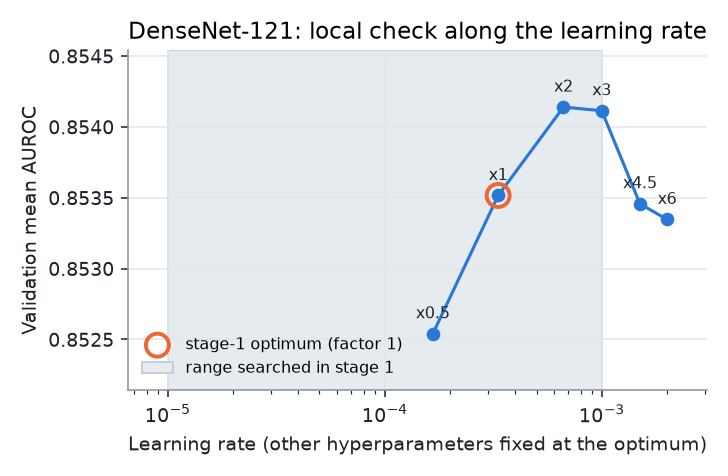 DenseNet-121: local check along the learning rate
Validation mean AUROC
0.8545
0.8540
0.8535
0.8530
0.8525
x0.5
x1
x2
x3
x4.5
x6
stage-1 optimum (factor 1)
range searched in stage 1
10⁻⁵
10⁻⁴
10⁻³
Learning rate (other hyperparameters fixed at the optimum)